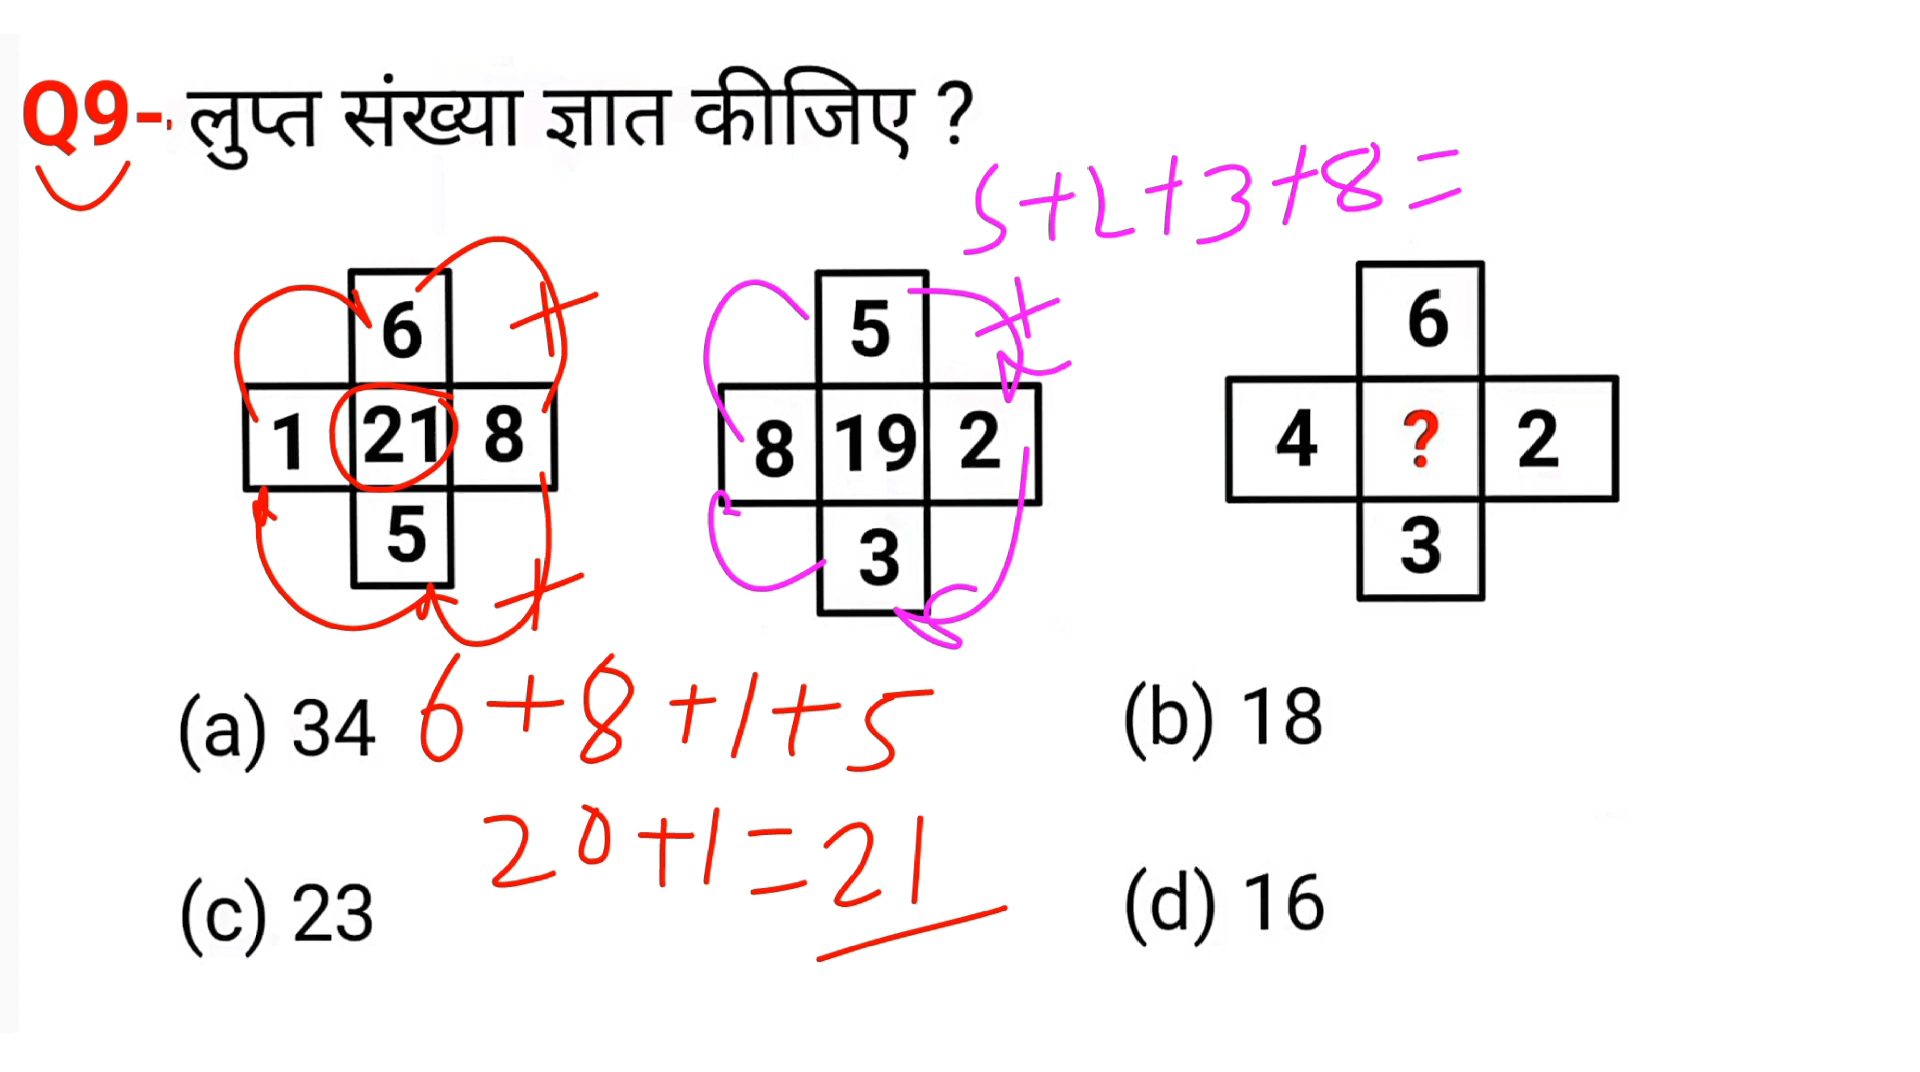 Q9- लुप्त संख्या ज्ञात कीजिए ?
5+2+3+8=
6
1 21 8
5
5
8 19 2
3
6
4 ? 2
3
+
+
+
(a) 34
6+8+1+5
(b) 18
20+1=21
(c) 23
(d) 16